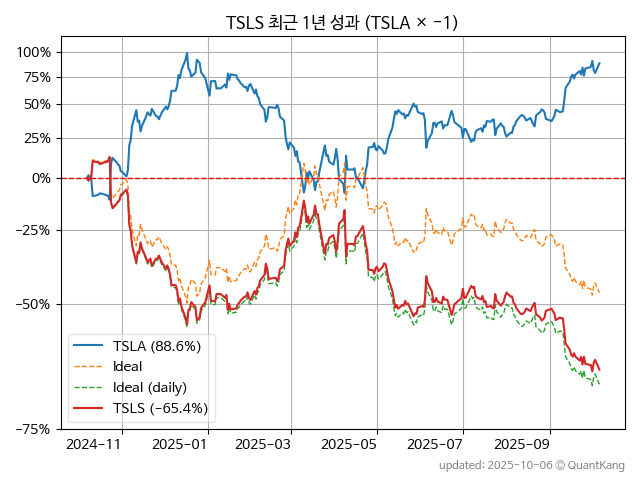 TSLS 최근 1년 성과 (TSLA × −1)
100%
75%
50%
25%
0%
−25%
−50%
−75%
TSLA (88.6%)
Ideal
Ideal (daily)
TSLS (−65.4%)
2024-11
2025-01
2025-03
2025-05
2025-07
2025-09
updated: 2025-10-06 © QuantKang